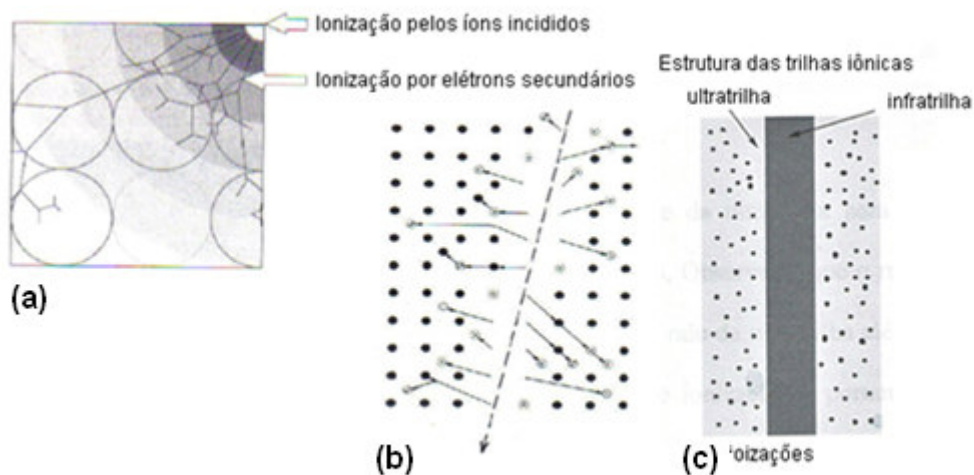 Ionização pelos íons incididos
Ionização por elétrons secundários
Estrutura das trilhas iônicas
ultratrilha
infratrilha
(a)
(b)
(c)